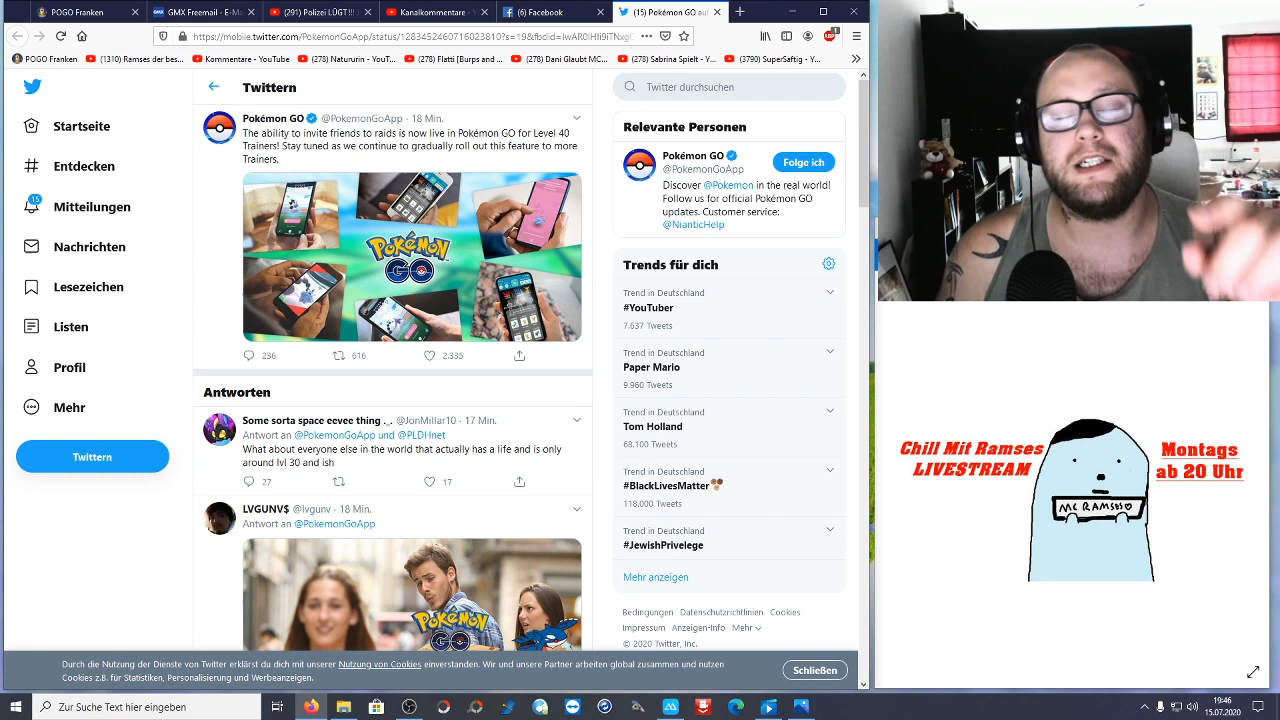 POGO Franken
GMX Freemail - E-Ma
(291) Polizei LÜGT!!
Kanalkommentare - Y
(6) Facebook
(15) Pokémon GO auf
https://mobile.twitter.com/PokemonGoApp/status/1283452460716023810?s=19&fbclid=IwAR0lHIi9iTNxgC
POGO Franken
(1310) Ramses der bes...
Kommentare - YouTube
(278) Natururin - YouT...
(278) Flatti [Burps and ...
(278) Dani Glaubt MC...
(278) Sabrina Spielt - Y...
(3790) SuperSaftig - Y...
Startseite
Entdecken
15
Mitteilungen
Nachrichten
Lesezeichen
Listen
Profil
Mehr
Twittern
Twittern
Pokémon GO @PokemonGoApp · 18 Min.
The ability to invite friends to raids is now live in Pokémon GO for Level 40
Trainers! Stay tuned as we continue to gradually roll out this feature to more
Trainers.
POKÉMON
GO
236 616 2.335
Antworten
Some sorta space eevee thing ._. @JonMillar10 · 17 Min.
Antwort an @PokemonGoApp und @PLDHnet
What about everyone else in the world that actually has a life and is only
around lvl 30 and ish
27 17
LVGUNV$ @lvgunv · 18 Min.
Antwort an @PokemonGoApp
POKÉMON
GO
Twitter durchsuchen
Relevante Personen
Pokémon GO
@PokemonGoApp
Folge ich
Discover @Pokemon in the real world!
Follow us for official Pokémon GO
updates. Customer service:
@NianticHelp
Trends für dich
Trend in Deutschland
#YouTuber
7.637 Tweets
Trend in Deutschland
Paper Mario
9.960 Tweets
Trend in Deutschland
Tom Holland
68.100 Tweets
Trend in Deutschland
#BlackLivesMatter
118.000 Tweets
Trend in Deutschland
#JewishPrivelege
Mehr anzeigen
Bedingungen Datenschutzrichtlinien Cookies
Impressum Anzeigen-Info Mehr
© 2020 Twitter, Inc.
Durch die Nutzung der Dienste von Twitter erklärst du dich mit unserer Nutzung von Cookies einverstanden. Wir und unsere Partner arbeiten global zusammen und nutzen
Cookies z.B. für Statistiken, Personalisierung und Werbeanzeigen.
Schließen
Chill Mit Ramses
LIVESTREAM
Montags
ab 20 Uhr
MC RAMSES
Zur Suche Text hier eingeben
19:46
15.07.2020